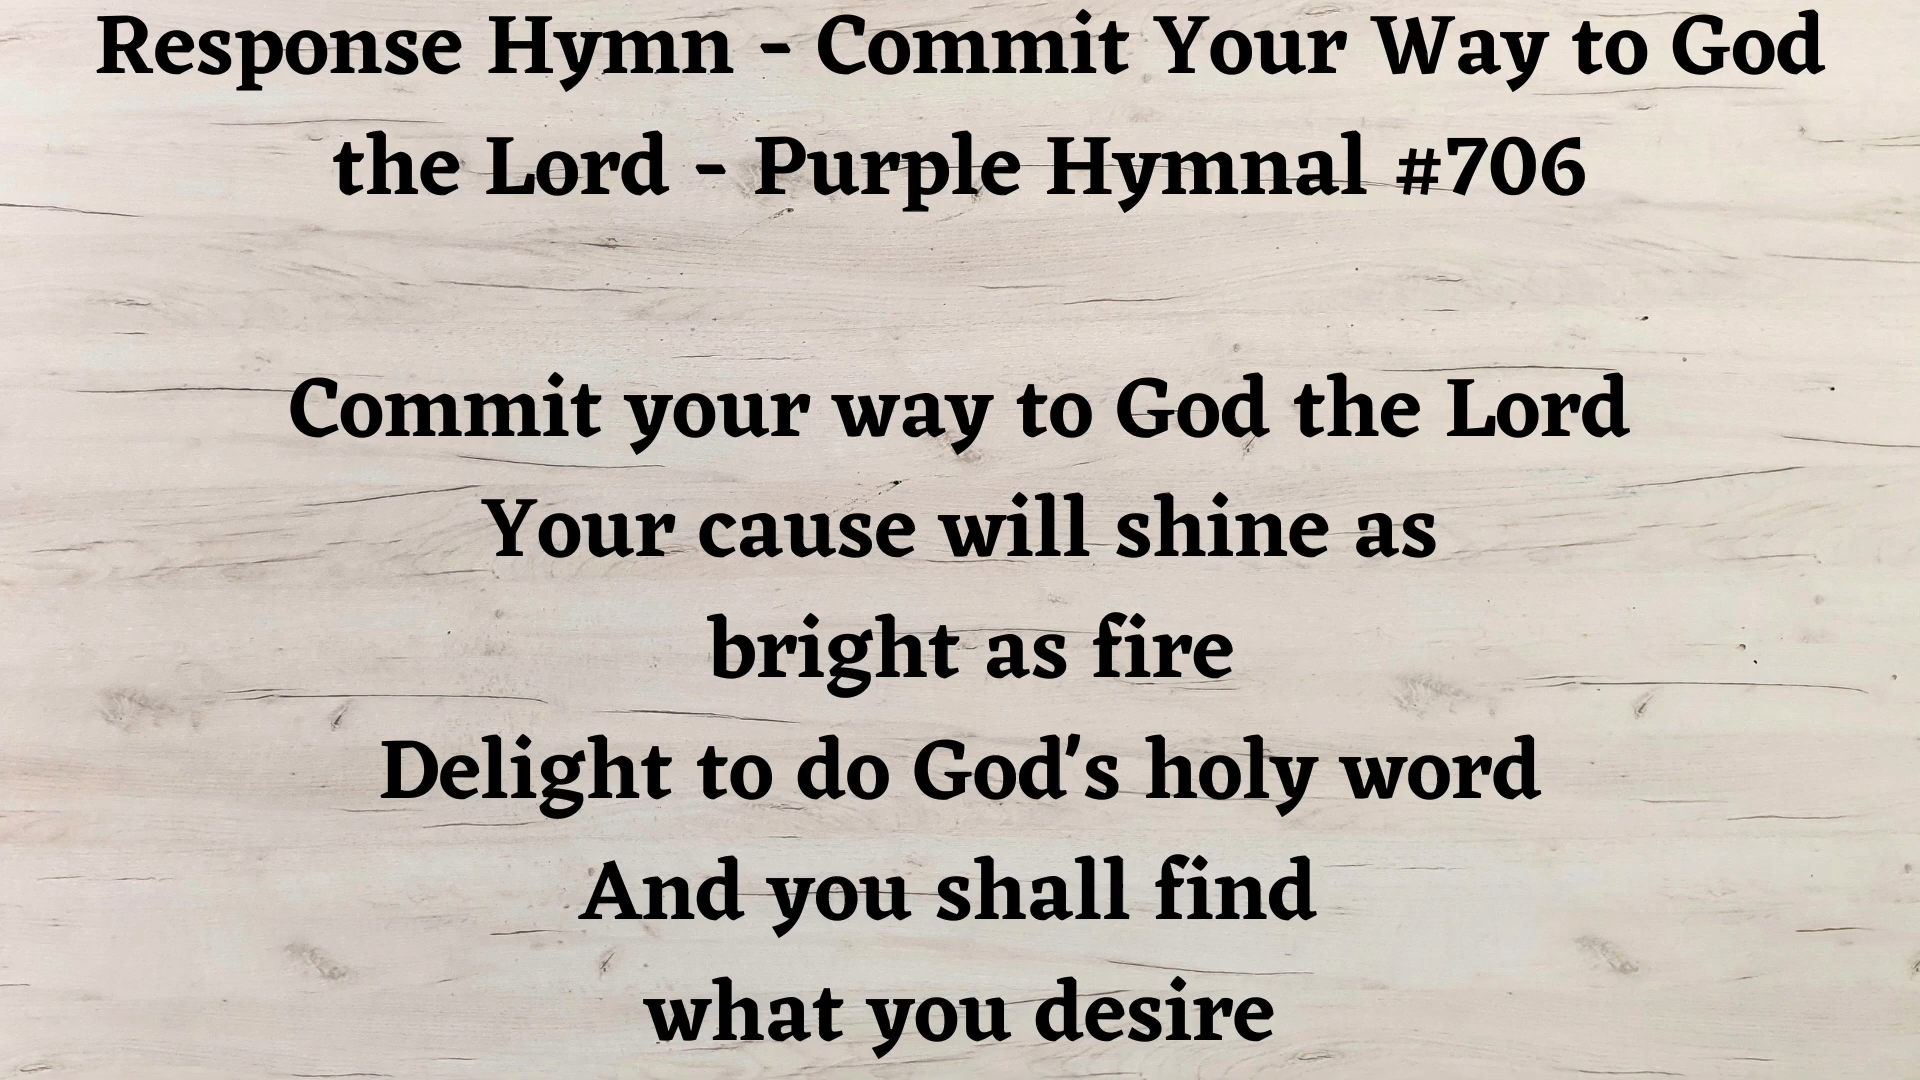 Response Hymn - Commit Your Way to God
the Lord - Purple Hymnal #706
Commit your way to God the Lord
Your cause will shine as
bright as fire
Delight to do God's holy word
And you shall find
what you desire